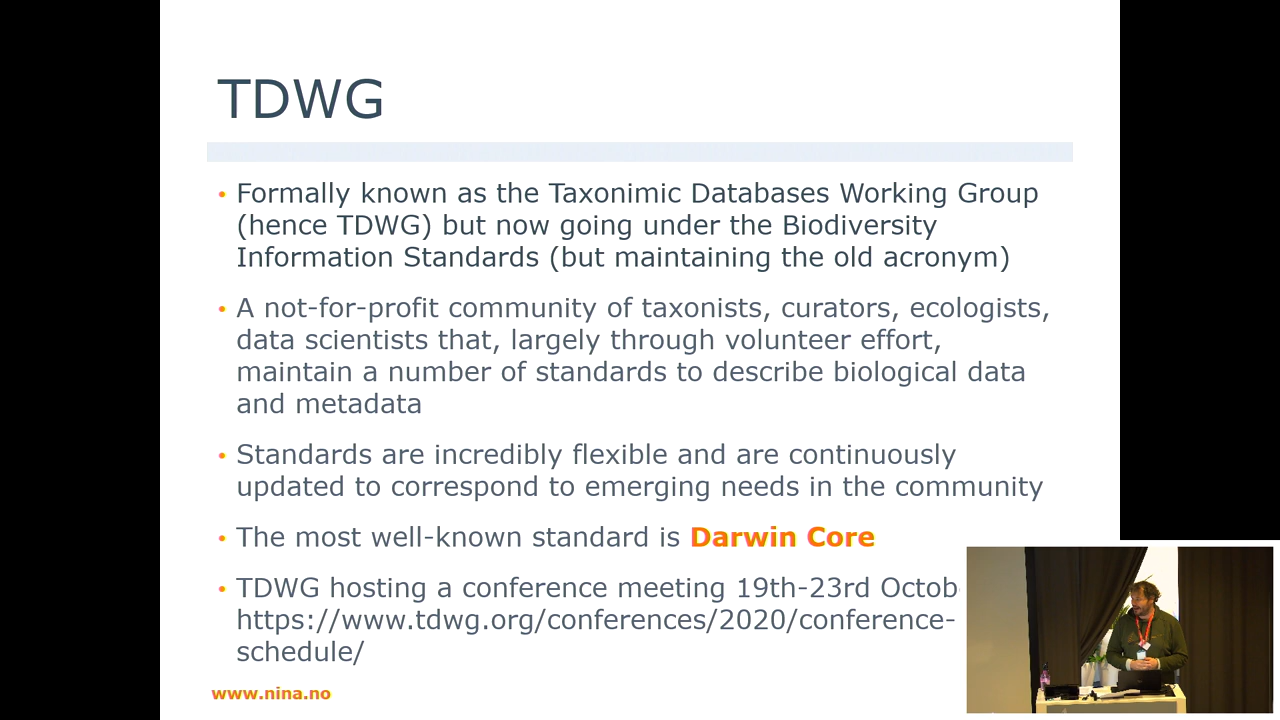 TDWG
• Formally known as the Taxonimic Databases Working Group
(hence TDWG) but now going under the Biodiversity
Information Standards (but maintaining the old acronym)
• A not-for-profit community of taxonists, curators, ecologists,
data scientists that, largely through volunteer effort,
maintain a number of standards to describe biological data
and metadata
• Standards are incredibly flexible and are continuously
updated to correspond to emerging needs in the community
• The most well-known standard is Darwin Core
• TDWG hosting a conference meeting 19th-23rd Octob
https://www.tdwg.org/conferences/2020/conference-
schedule/
www.nina.no